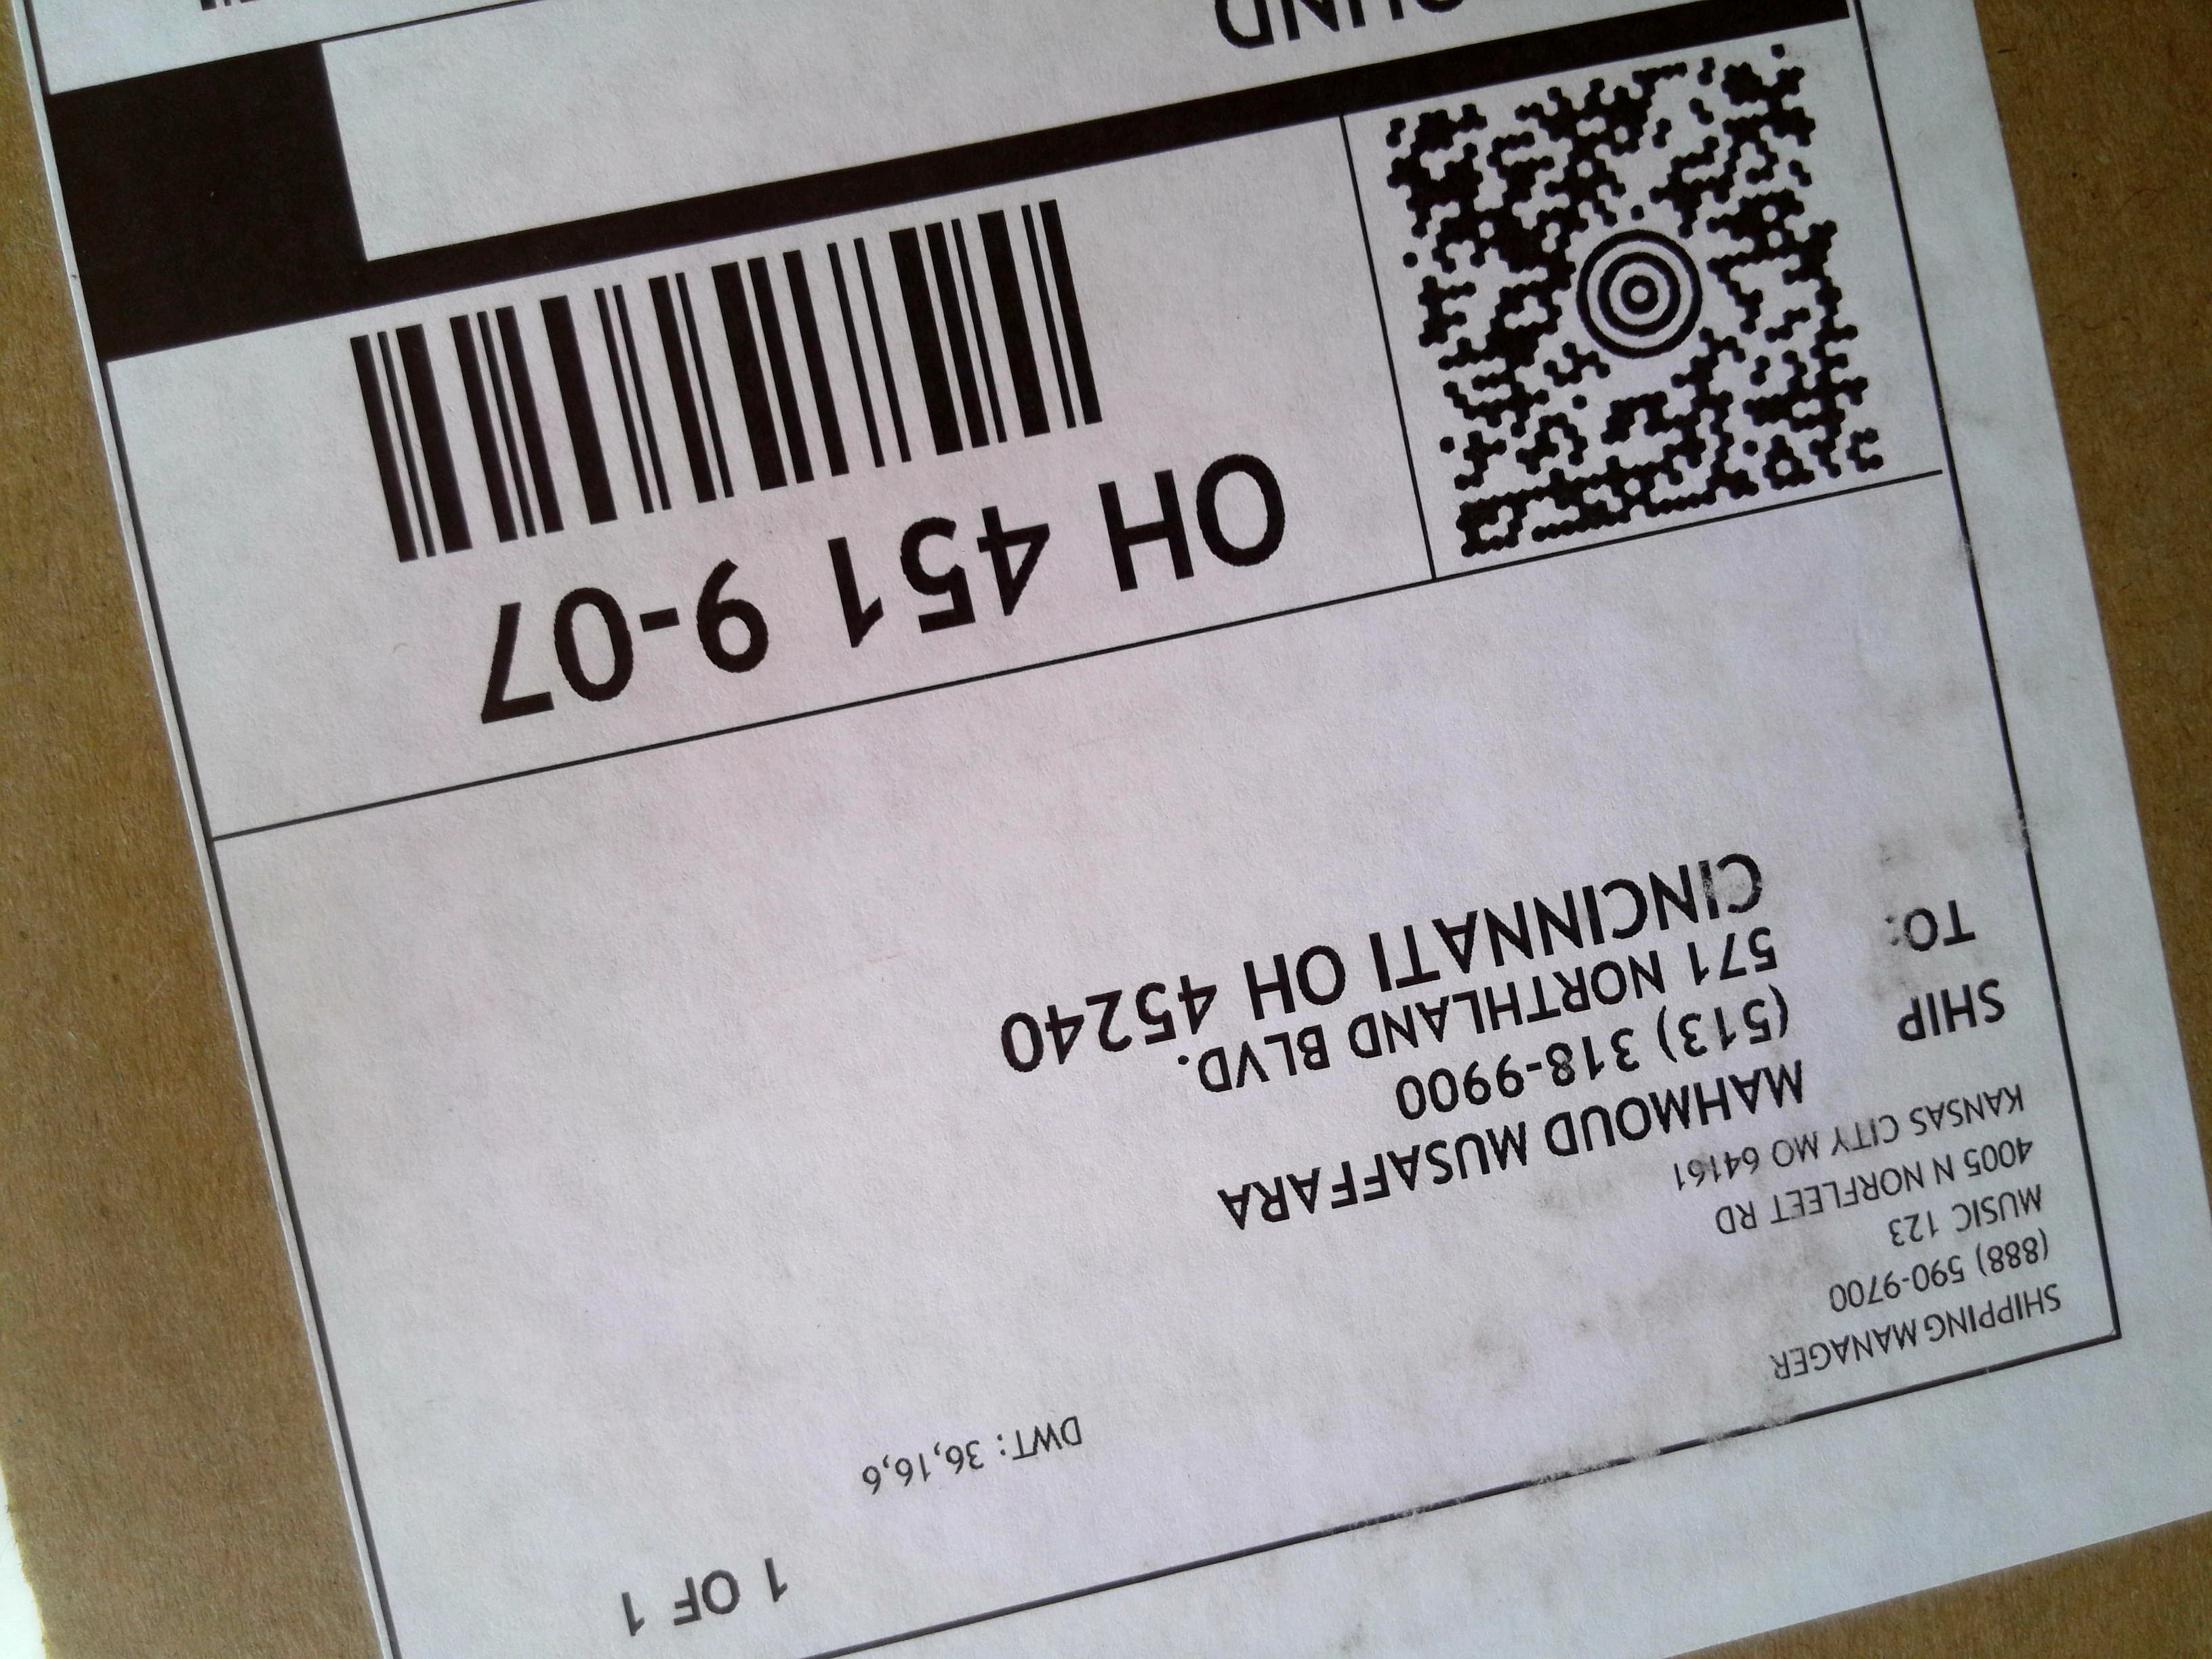 SHIPPING MANAGER
(888) 590-9700
MUSIC 123
4005 N NORFLEET RD
KANSAS CITY MO 64161
DWT: 36,16,6
1 OF 1
SHIP
TO:
MAHMOUD MUSAFFARA
(513) 318-9900
571 NORTHLAND BLVD.
CINCINNATI OH 45240
OH 451 9-07